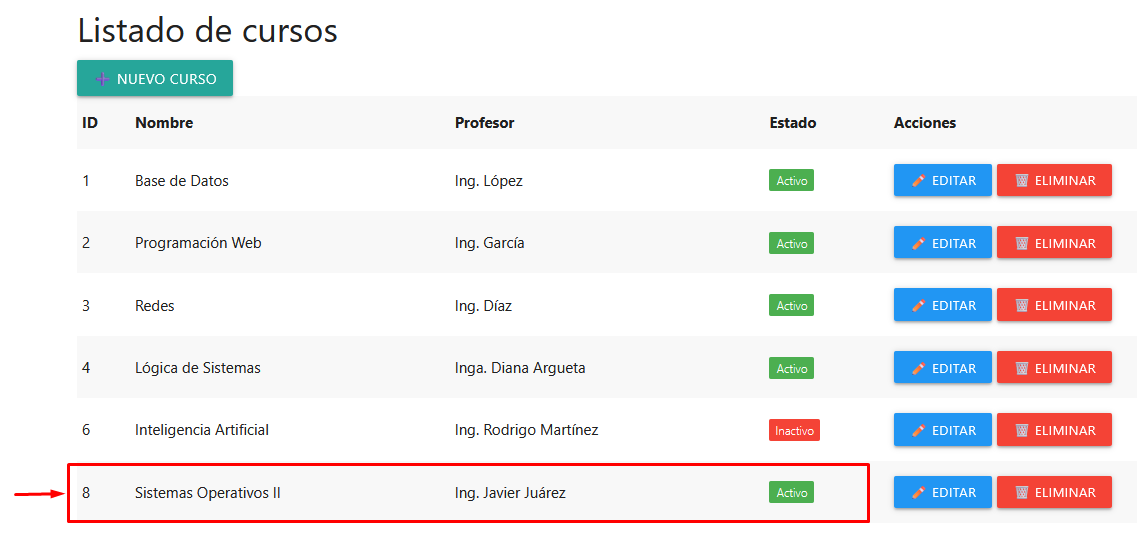 Listado de cursos
➕ NUEVO CURSO
ID Nombre Profesor Estado Acciones
1 Base de Datos Ing. López Activo EDITAR ELIMINAR
2 Programación Web Ing. García Activo EDITAR ELIMINAR
3 Redes Ing. Díaz Activo EDITAR ELIMINAR
4 Lógica de Sistemas Inga. Diana Argueta Activo EDITAR ELIMINAR
6 Inteligencia Artificial Ing. Rodrigo Martínez Inactivo EDITAR ELIMINAR
8 Sistemas Operativos II Ing. Javier Juárez Activo EDITAR ELIMINAR